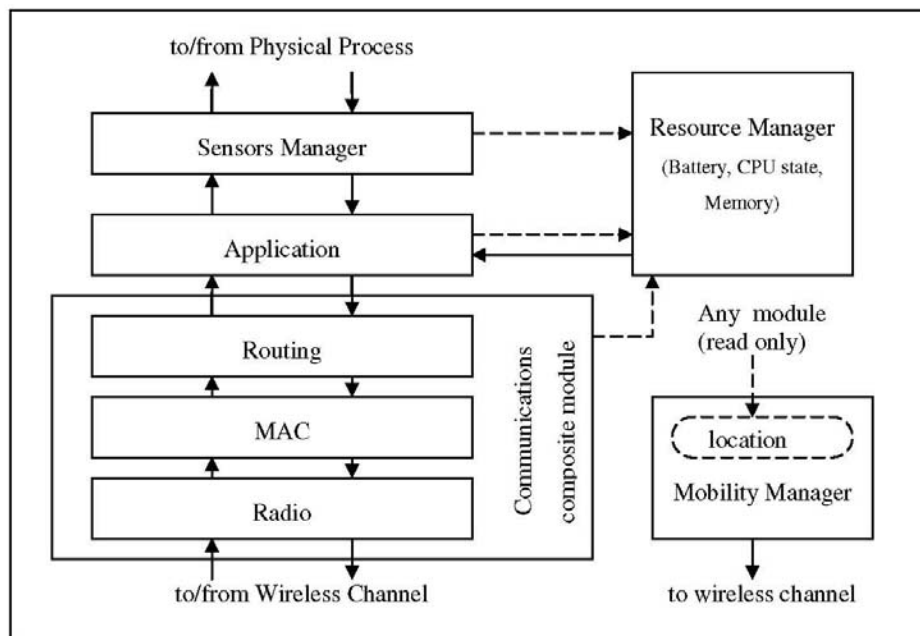 to/from Physical Process
Sensors Manager
Application
Routing
MAC
Radio
Communications
composite module
to/from Wireless Channel
Resource Manager
(Battery, CPU state,
Memory)
Any module
(read only)
location
Mobility Manager
to wireless channel